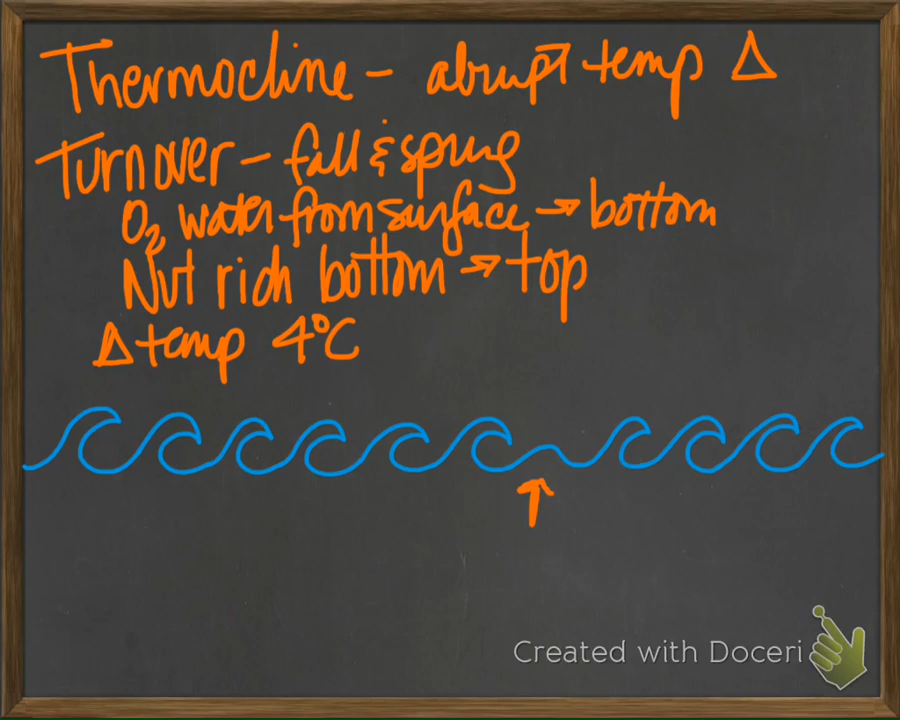 Thermocline - abrupt temp Δ
Turnover - fall & spring
O₂ water from surface → bottom
Nut rich bottom → top
Δ temp 4°C
Created with Doceri